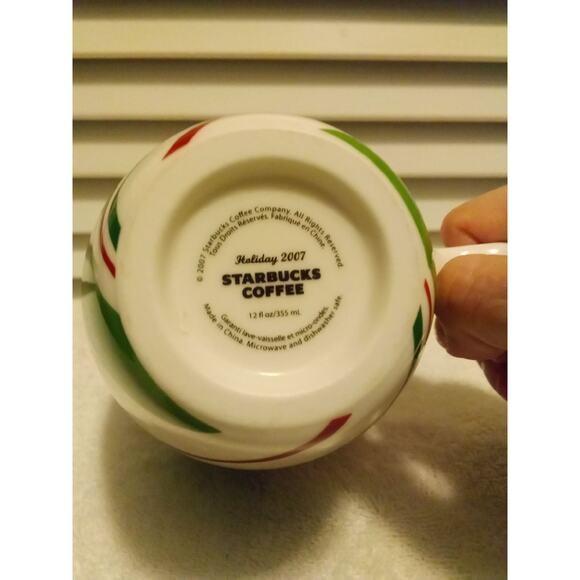 © 2007 Starbucks Coffee Company. All Rights Reserved.
Tous Droits Réservés. Fabriqué en Chine.
Holiday 2007
STARBUCKS
COFFEE
12 fl oz/355 mL
Garanti lave-vaisselle et micro-ondes.
Made in China. Microwave and dishwasher safe.